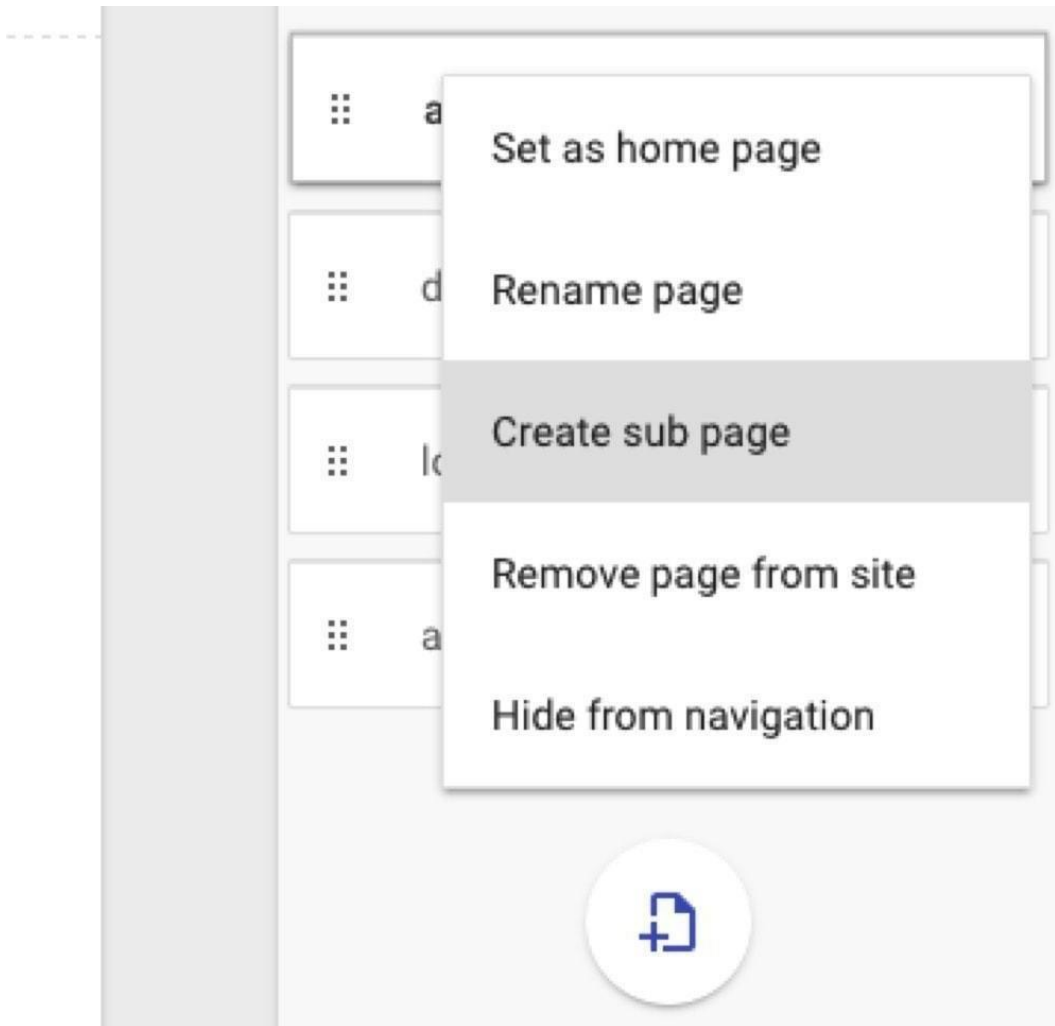 Set as home page
Rename page
Create sub page
Remove page from site
Hide from navigation